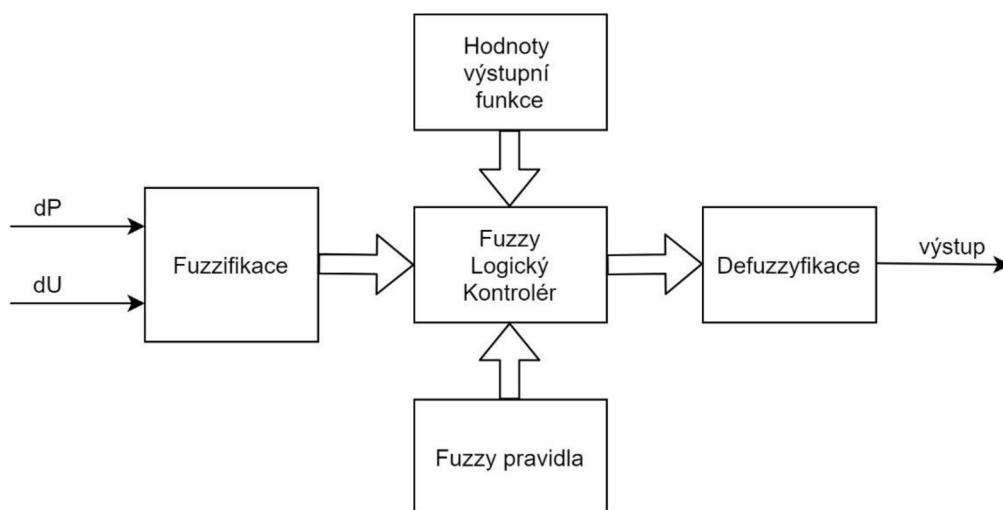 Hodnoty
výstupní
funkce
dP
dU
Fuzzifikace
Fuzzy
Logický
Kontrolér
Defuzzyfikace
výstup
Fuzzy pravidla